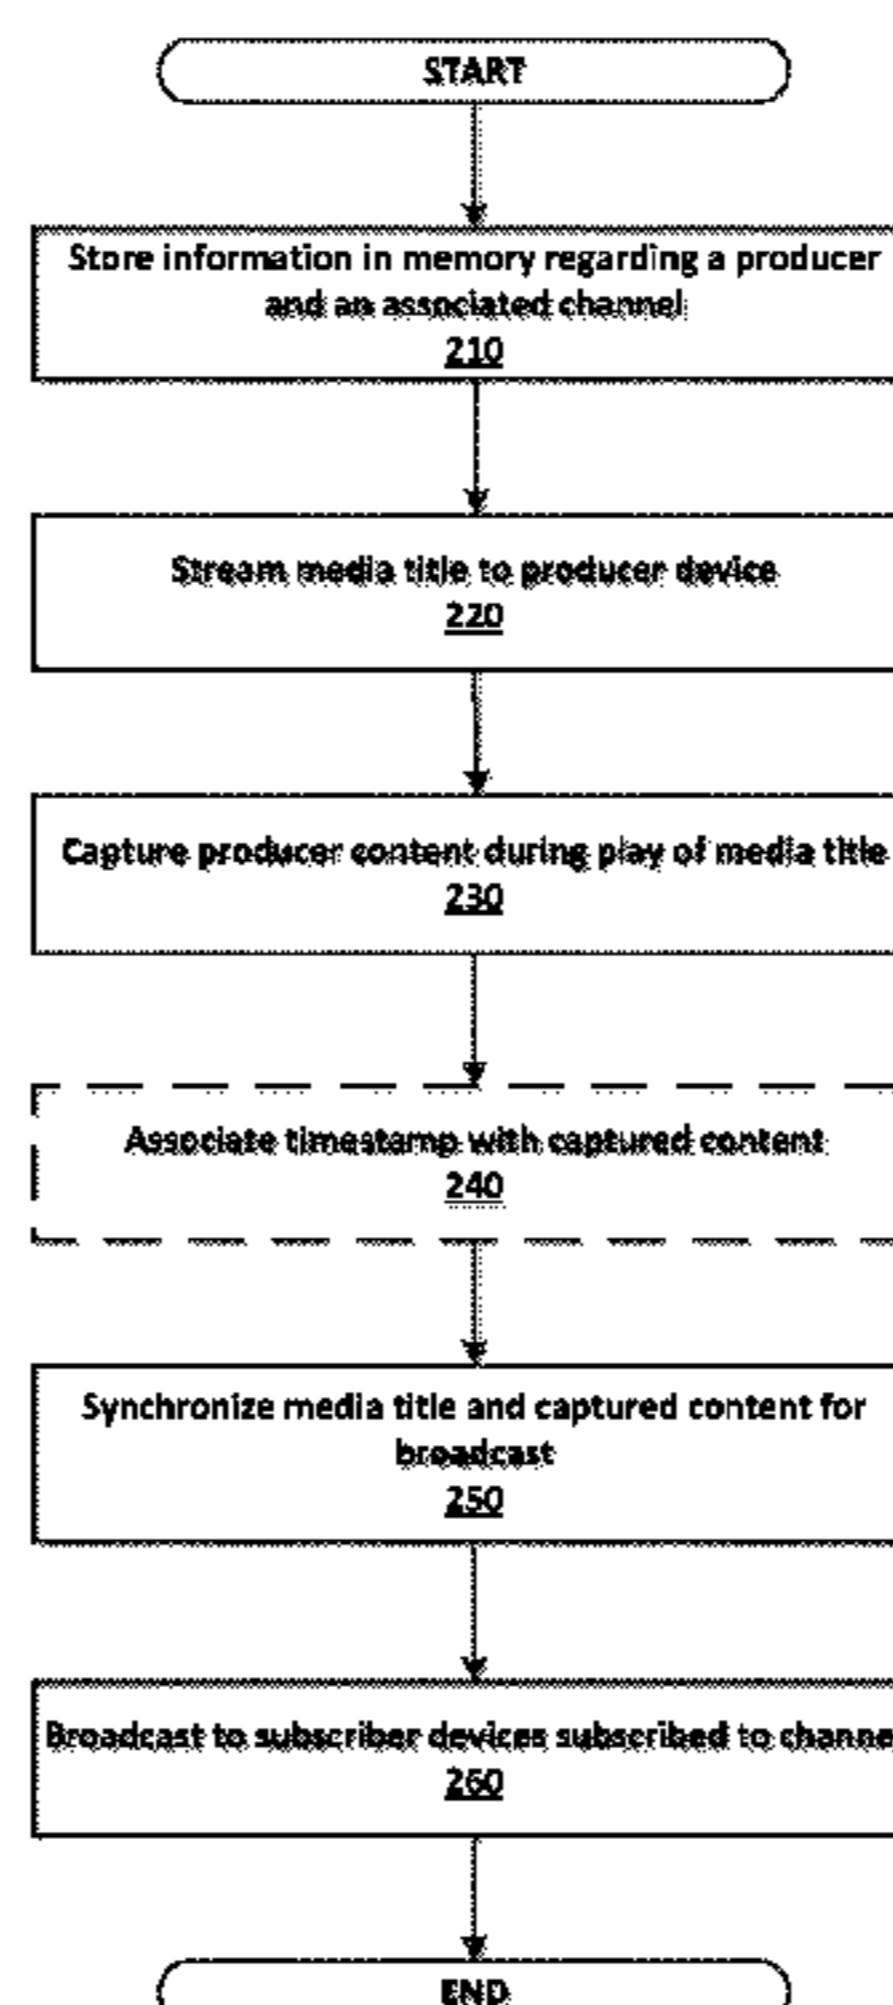 START
Store information in memory regarding a producer
and an associated channel
210
Stream media title to producer device
220
Capture producer content during play of media title
230
Associate timestamp with captured content
240
Synchronize media title and captured content for
broadcast
250
Broadcast to subscriber devices subscribed to channe
260
END